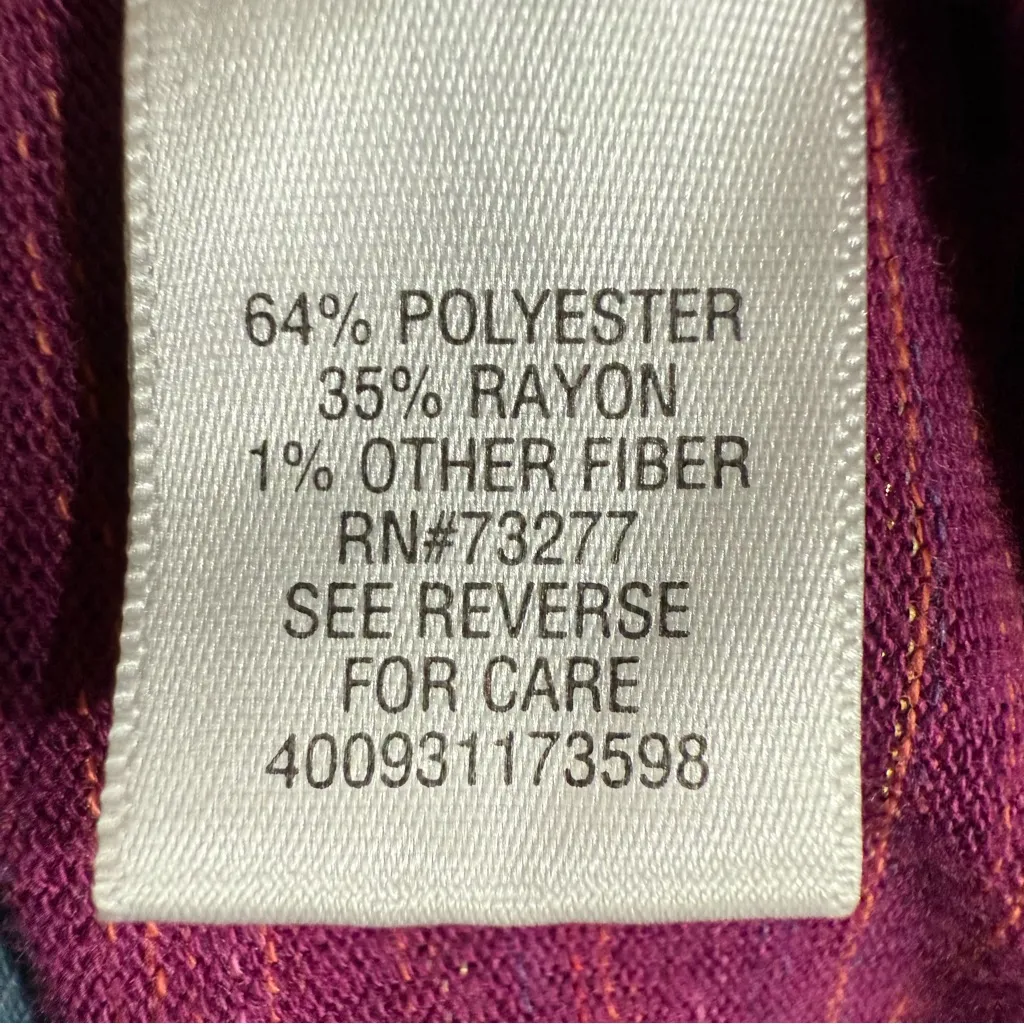 64% POLYESTER
35% RAYON
1% OTHER FIBER
RN#73277
SEE REVERSE
FOR CARE
400931173598